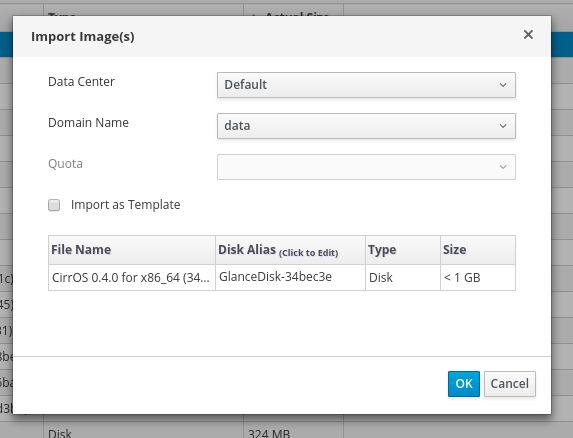 Type Actual Size
Import Image(s)
Data Center Default
Domain Name data
Quota
Import as Template
File Name Disk Alias (Click to Edit) Type Size
CirrOS 0.4.0 for x86_64 (34... GlanceDisk-34bec3e Disk < 1 GB
OK Cancel
Disk 324 MB